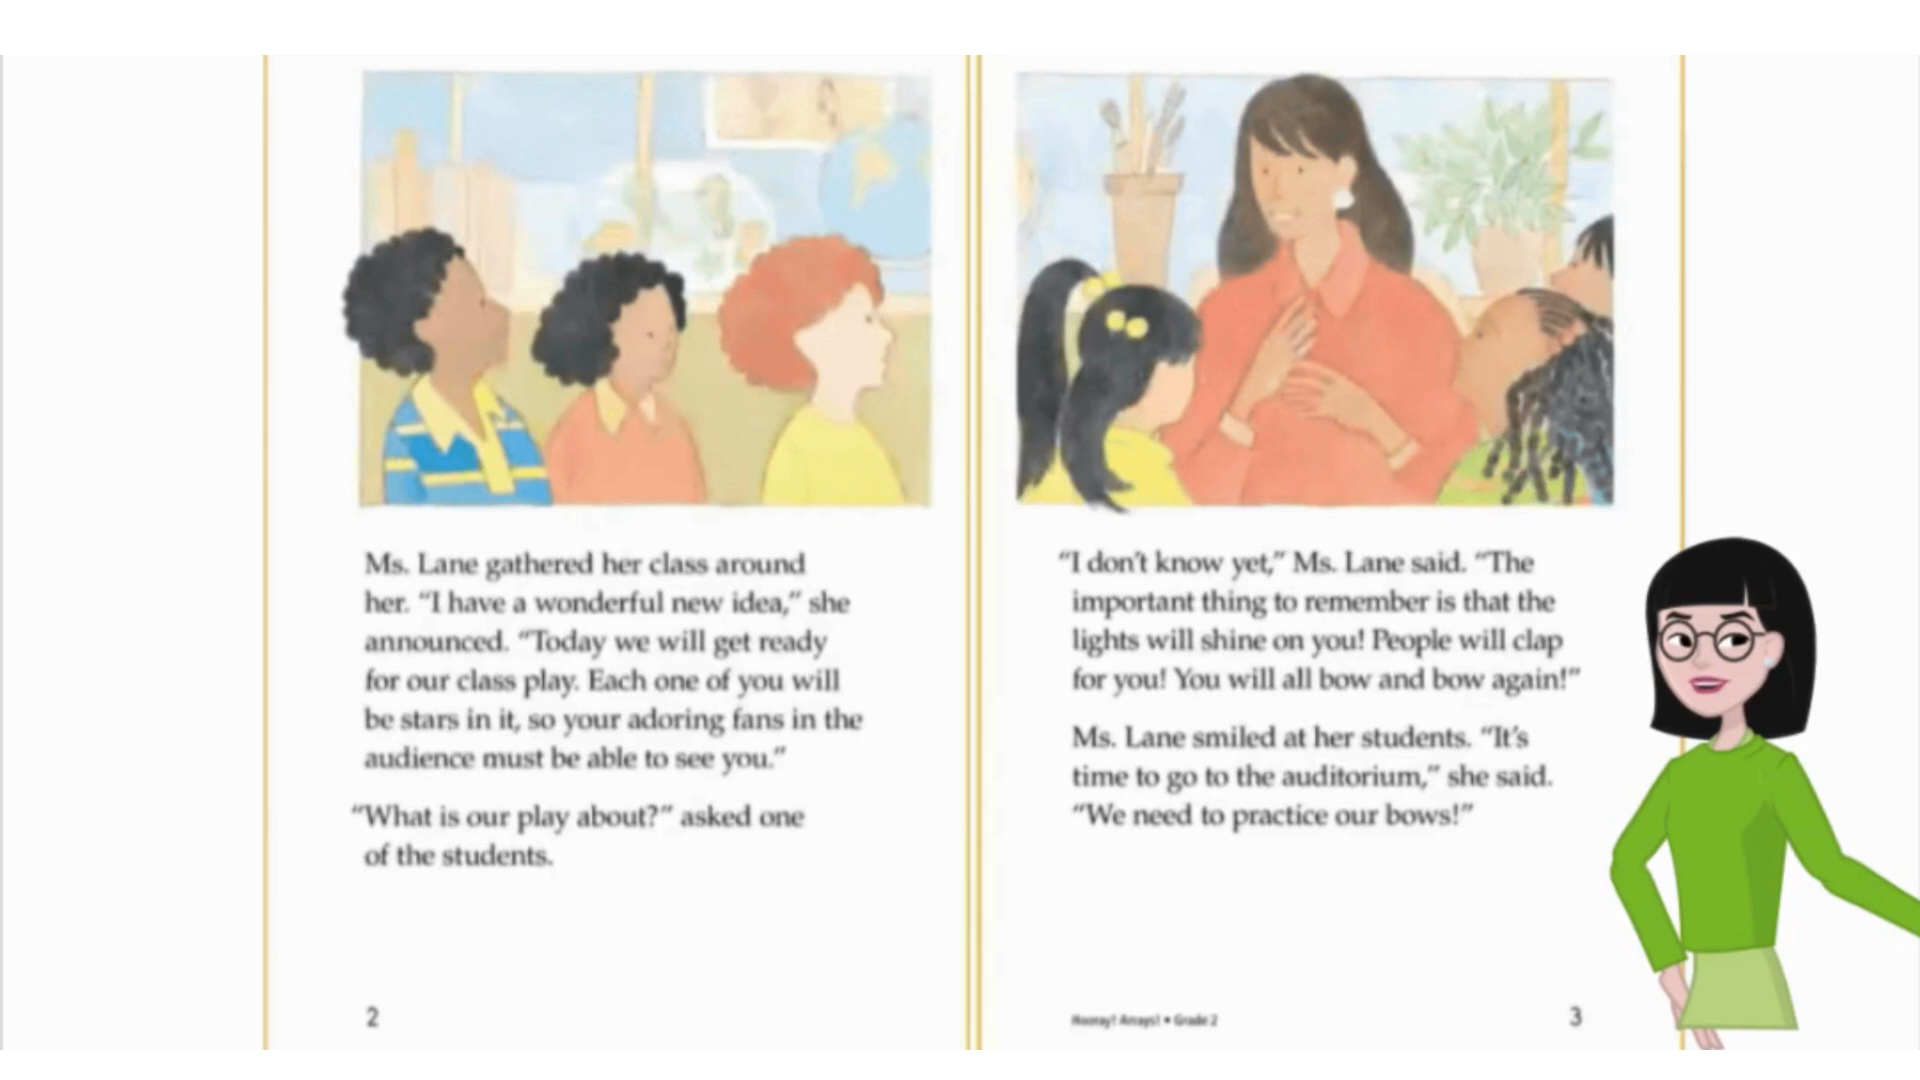 Ms. Lane gathered her class around
her. “I have a wonderful new idea,” she
announced. “Today we will get ready
for our class play. Each one of you will
be stars in it, so your adoring fans in the
audience must be able to see you.”
“What is our play about?” asked one
of the students.
2
“I don’t know yet,” Ms. Lane said. “The
important thing to remember is that the
lights will shine on you! People will clap
for you! You will all bow and bow again!”
Ms. Lane smiled at her students. “It’s
time to go to the auditorium,” she said.
“We need to practice our bows!”
Hooray! Arrays! • Grade 2
3